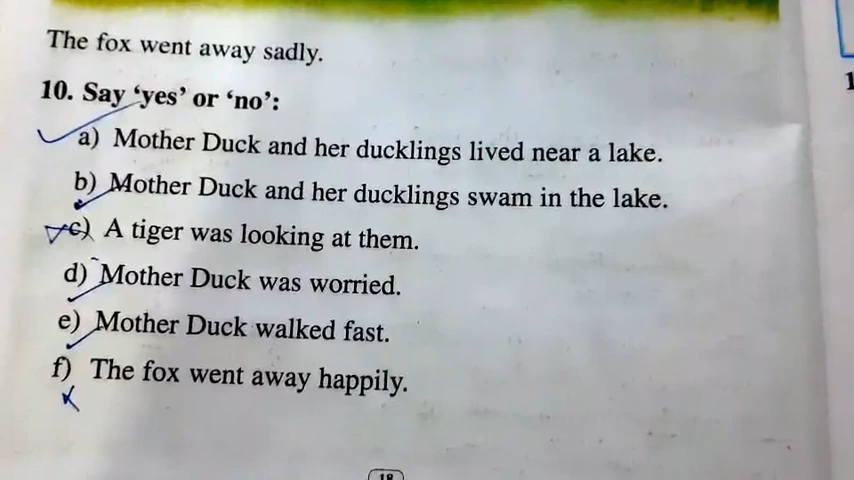 The fox went away sadly.
10. Say 'yes' or 'no':
a) Mother Duck and her ducklings lived near a lake.
b) Mother Duck and her ducklings swam in the lake.
c) A tiger was looking at them.
d) Mother Duck was worried.
e) Mother Duck walked fast.
f) The fox went away happily.
18
1